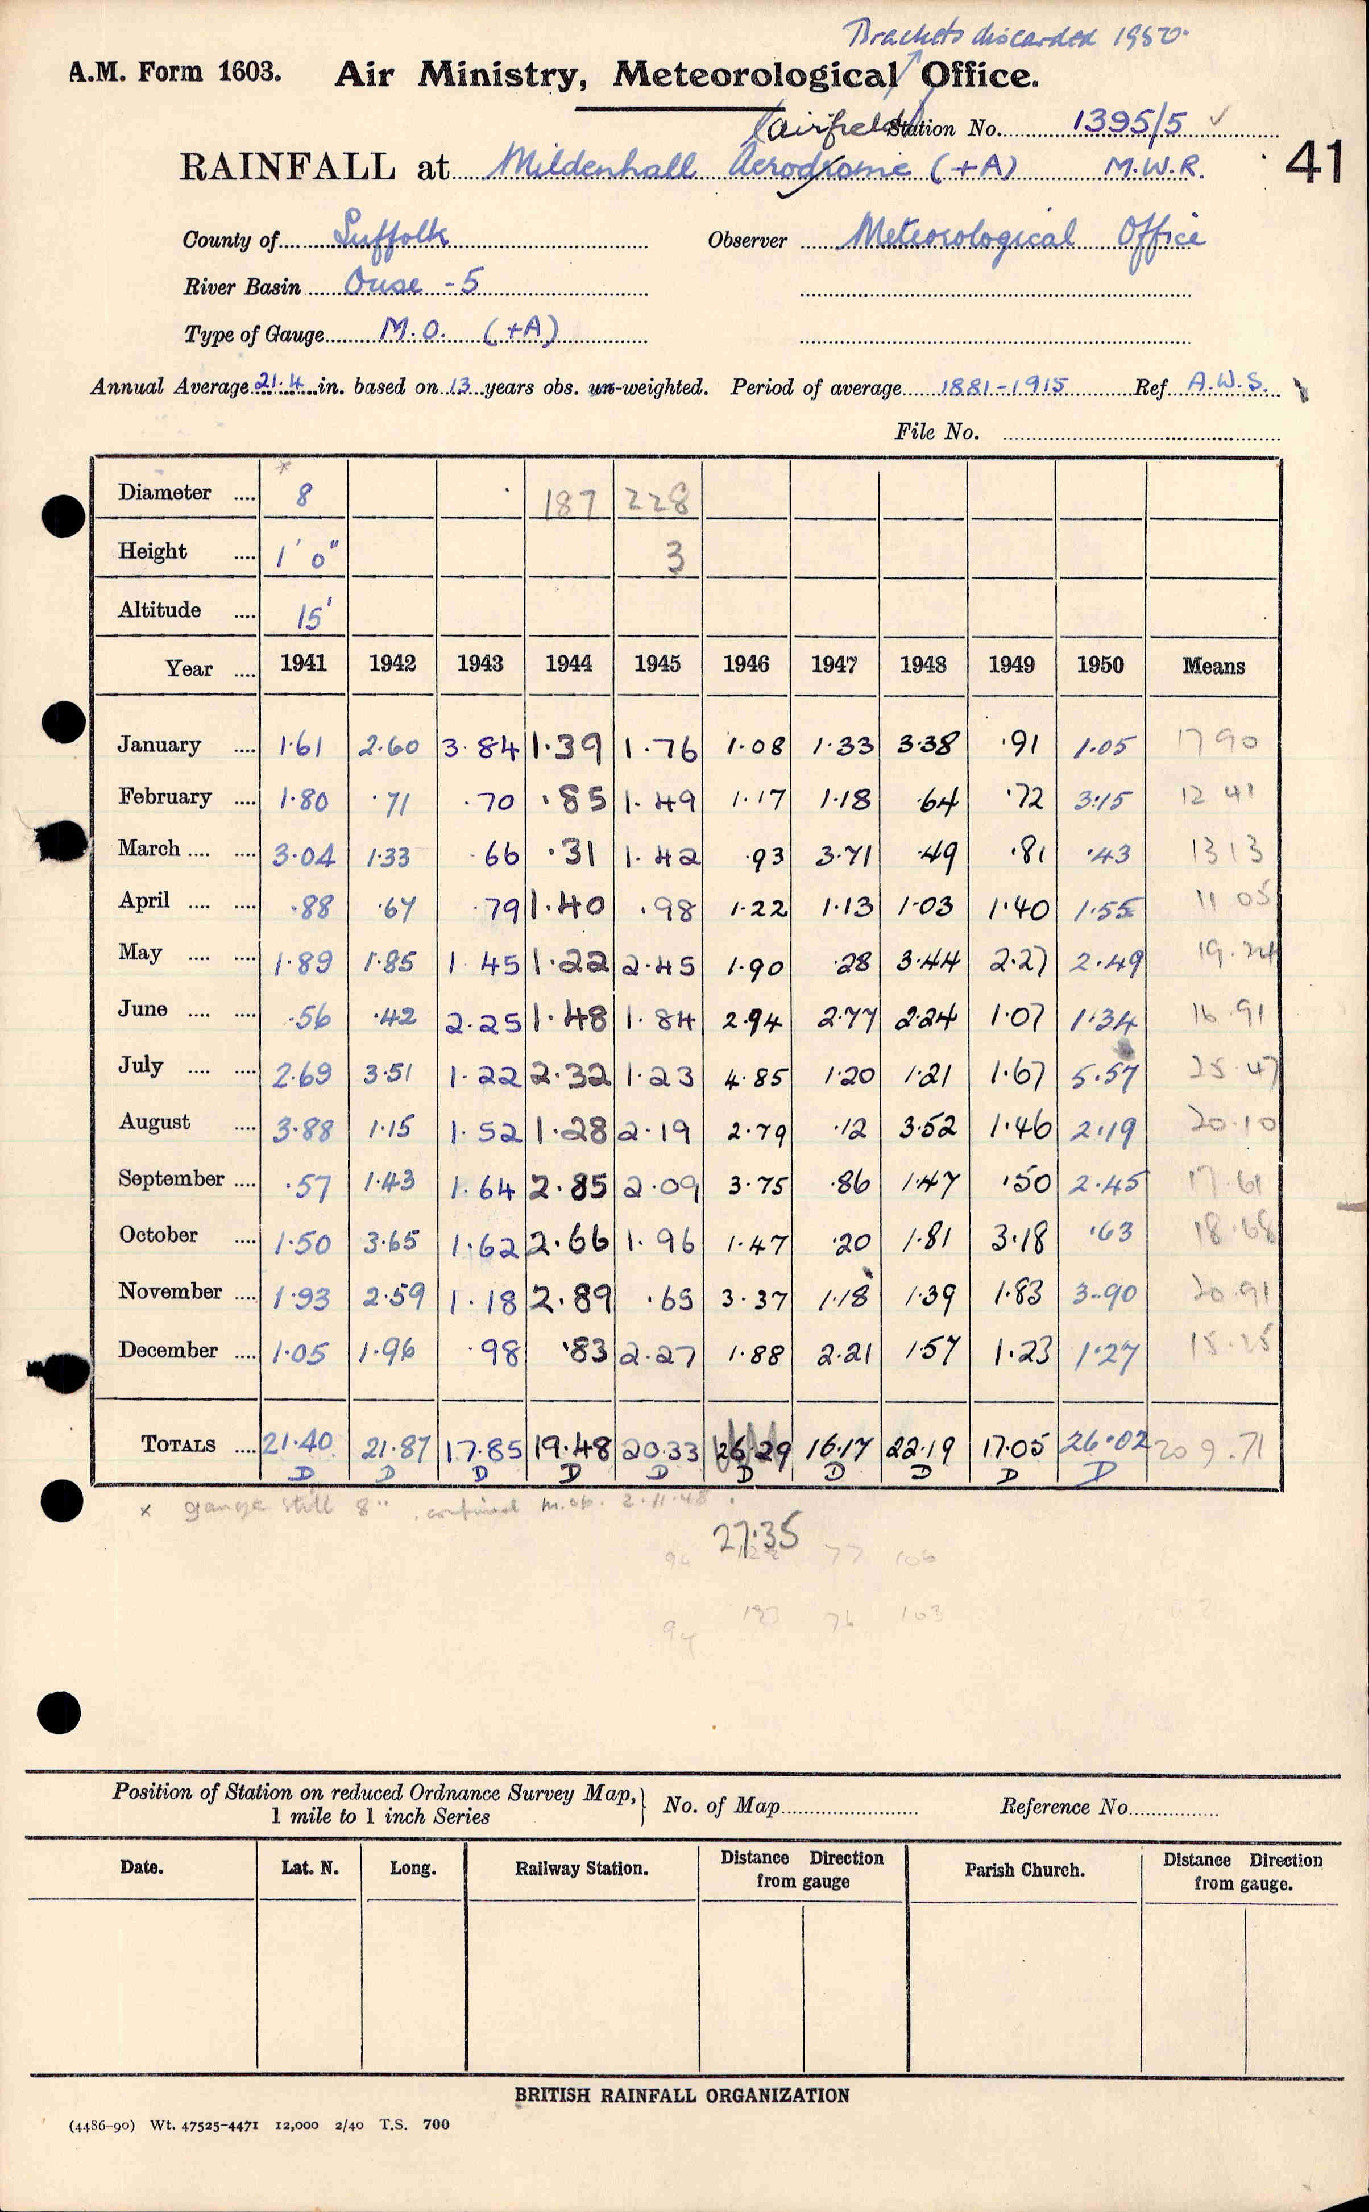 Brackets discarded 1950.
A.M. Form 1603. Air Ministry, Meteorological Office.
(airfield) Station No. 1395/5 ✓
RAINFALL at Mildenhall Aerodrome (+A) M.W.R. 41
County of Suffolk Observer Meteorological Office
River Basin Ouse - 5
Type of Gauge M.O. (+A)
Annual Average 21.4 in. based on 13 years obs. un-weighted. Period of average 1881-1915 Ref A.W.S.
File No.
Diameter .... 8 187 228
Height .... 1' 0" 3
Altitude .... 15'
Year .... 1941 1942 1943 1944 1945 1946 1947 1948 1949 1950 Means
January .... 1.61 2.60 3.84 1.39 1.76 1.08 1.33 3.38 .91 1.05 17 90
February .... 1.80 .71 .70 .85 1.49 1.17 1.18 .64 .72 3.15 12 41
March .... .... 3.04 1.33 .66 .31 1.42 .93 3.71 .49 .81 .43 13 13
April .... .... .88 .67 .79 1.40 .98 1.22 1.13 1.03 1.40 1.55 11 05
May .... .... 1.89 1.85 1 45 1.22 2.45 1.90 .28 3.44 2.27 2.49 19.24
June .... .... .56 .42 2.25 1.48 1.84 2.94 2.77 2.24 1.07 1.34 16.91
July .... .... 2.69 3.51 1.22 2.32 1.23 4.85 1.20 1.21 1.67 5.57 25.47
August .... 3.88 1.15 1.52 1.28 2.19 2.79 .12 3.52 1.46 2.19 20.10
September .... .57 1.43 1.64 2.85 2.09 3.75 .86 1.47 .50 2.45 17.61
October .... 1.50 3.65 1.62 2.66 1.96 1.47 .20 1.81 3.18 .63 18.68
November .... 1.93 2.59 1.18 2.89 .65 3.37 1.18 1.39 1.83 3.90 20.91
December .... 1.05 1.96 .98 .83 2.27 1.88 2.21 1.57 1.23 1.27 15.25
TOTALS .... 21.40 21.87 17.85 19.48 20.33 26.29 16.17 22.19 17.05 26.02 209.71
D D D D D D D D D D
x gauge still 8" confirmed 2.11.48.
27.35
94 77 106
94 127 76 103
Position of Station on reduced Ordnance Survey Map, } No. of Map Reference No.
1 mile to 1 inch Series
Date. Lat. N. Long. Railway Station. Distance Direction from gauge Parish Church. Distance Direction from gauge.
BRITISH RAINFALL ORGANIZATION
(4486-90) Wt. 47525-4471 12,000 2/40 T.S. 700